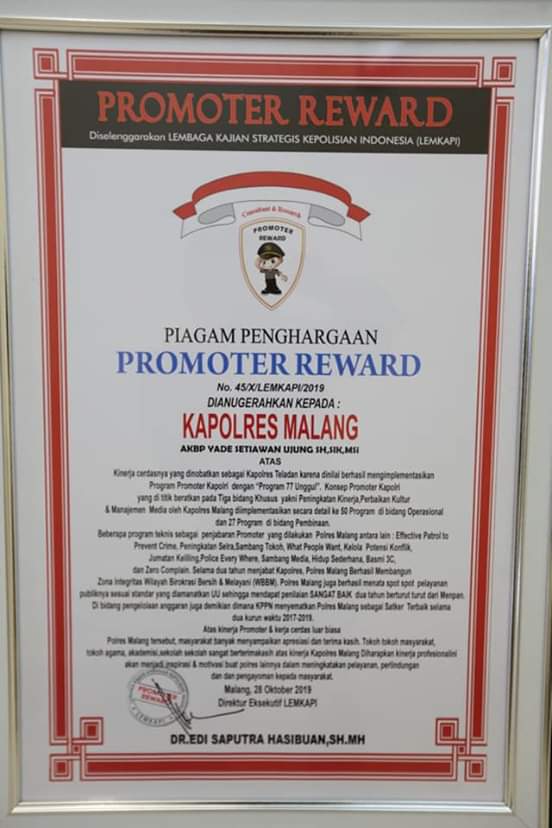 PROMOTER REWARD
Diselenggarakan LEMBAGA KAJIAN STRATEGIS KEPOLISIAN INDONESIA (LEMKAPI)
Consultant & Research
PROMOTER
REWARD
PIAGAM PENGHARGAAN
PROMOTER REWARD
No. 45/X/LEMKAPI/2019
DIANUGERAHKAN KEPADA :
KAPOLRES MALANG
AKBP YADE SETIAWAN UJUNG SH,SIK,MSi
ATAS
Kinerja cerdasnya yang dinobatkan sebagai Kapolres Teladan karena dinilai berhasil mengimplementasikan
Program Promoter Kapolri dengan "Program 77 Unggul". Konsep Promoter Kapolri
yang di titik beratkan pada Tiga bidang Khusus yakni Peningkatan Kinerja,Perbaikan Kultur
& Manajemen Media oleh Kapolres Malang diimplementasikan secara detail ke 50 Program di bidang Operasional
dan 27 Program di bidang Pembinaan.
Beberapa program teknis sebagai penjabaran Promoter yang dilakukan Polres Malang antara lain : Effective Patrol to
Prevent Crime, Peningkatan Selra,Sambang Tokoh, What People Want, Kelola Potensi Konflik,
Jumatan Keliling,Police Every Where, Sambang Media, Hidup Sederhana, Basmi 3C,
dan Zero Complain. Selama dua tahun menjabat Kapolres, Polres Malang Berhasil Membangun
Zona Integritas Wilayah Birokrasi Bersih & Melayani (WBBM). Polres Malang juga berhasil menata spot spot pelayanan
publiknya sesuai standar yang diamanatkan UU sehingga mendapat penilaian SANGAT BAIK dua tahun berturut turut dari Menpan.
Di bidang pengelolaan anggaran juga demikian dimana KPPN menyematkan Polres Malang sebagai Satker Terbaik selama
dua kurun waktu 2017-2019.
Atas kinerja Promoter & kerja cerdas luar biasa
Polres Malang tersebut, masyarakat banyak menyampaikan apresiasi dan terima kasih. Tokoh tokoh masyarakat,
tokoh agama, akademisi,sekolah sekolah sangat berterimakasih atas kinerja Kapolres Malang Diharapkan kinerja profesionalini
akan menjadi inspirasi & motivasi buat polres lainnya dalam meningkatakan pelayanan, perlindungan
dan dan pengayoman kepada masyarakat.
Malang, 28 Oktober 2019
Direktur Eksekutif LEMKAPI
PROMOTER
REWARD
LEMKAPI
DR.EDI SAPUTRA HASIBUAN,SH.MH